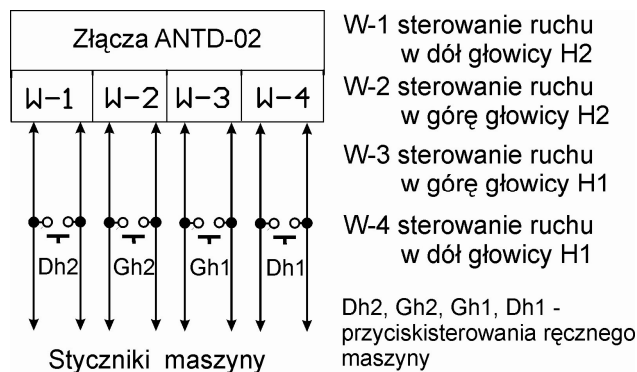 Złącza ANTD-02
W-1 W-2 W-3 W-4
Dh2 Gh2 Gh1 Dh1
Styczniki maszyny
W-1 sterowanie ruchu
w dół głowicy H2
W-2 sterowanie ruchu
w górę głowicy H2
W-3 sterowanie ruchu
w górę głowicy H1
W-4 sterowanie ruchu
w dół głowicy H1
Dh2, Gh2, Gh1, Dh1 -
przyciskisterowania ręcznego
maszyny